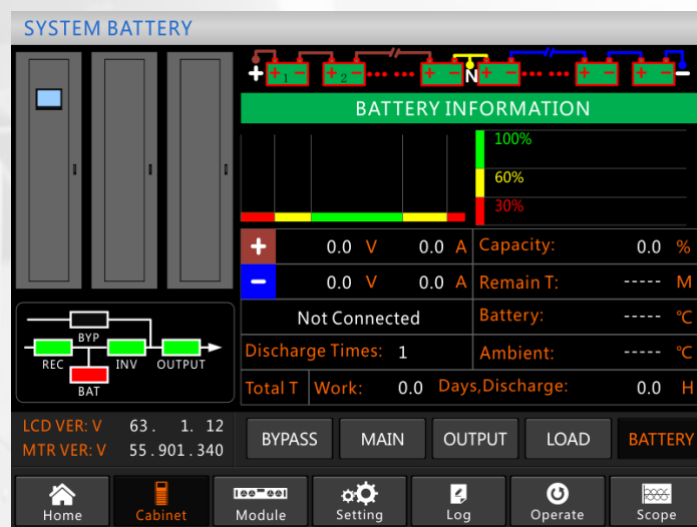 SYSTEM BATTERY
+ + 1 - + 2 - + - N + - + - + - -
BATTERY INFORMATION
100%
60%
30%
+ 0.0 V 0.0 A Capacity: 0.0 %
- 0.0 V 0.0 A Remain T: ----- M
Not Connected Battery: ----- °C
Discharge Times: 1 Ambient: ----- °C
Total T Work: 0.0 Days,Discharge: 0.0 H
BYP
REC INV OUTPUT
BAT
LCD VER: V 63. 1. 12
MTR VER: V 55.901.340
BYPASS MAIN OUTPUT LOAD BATTERY
Home Cabinet Module Setting Log Operate Scope